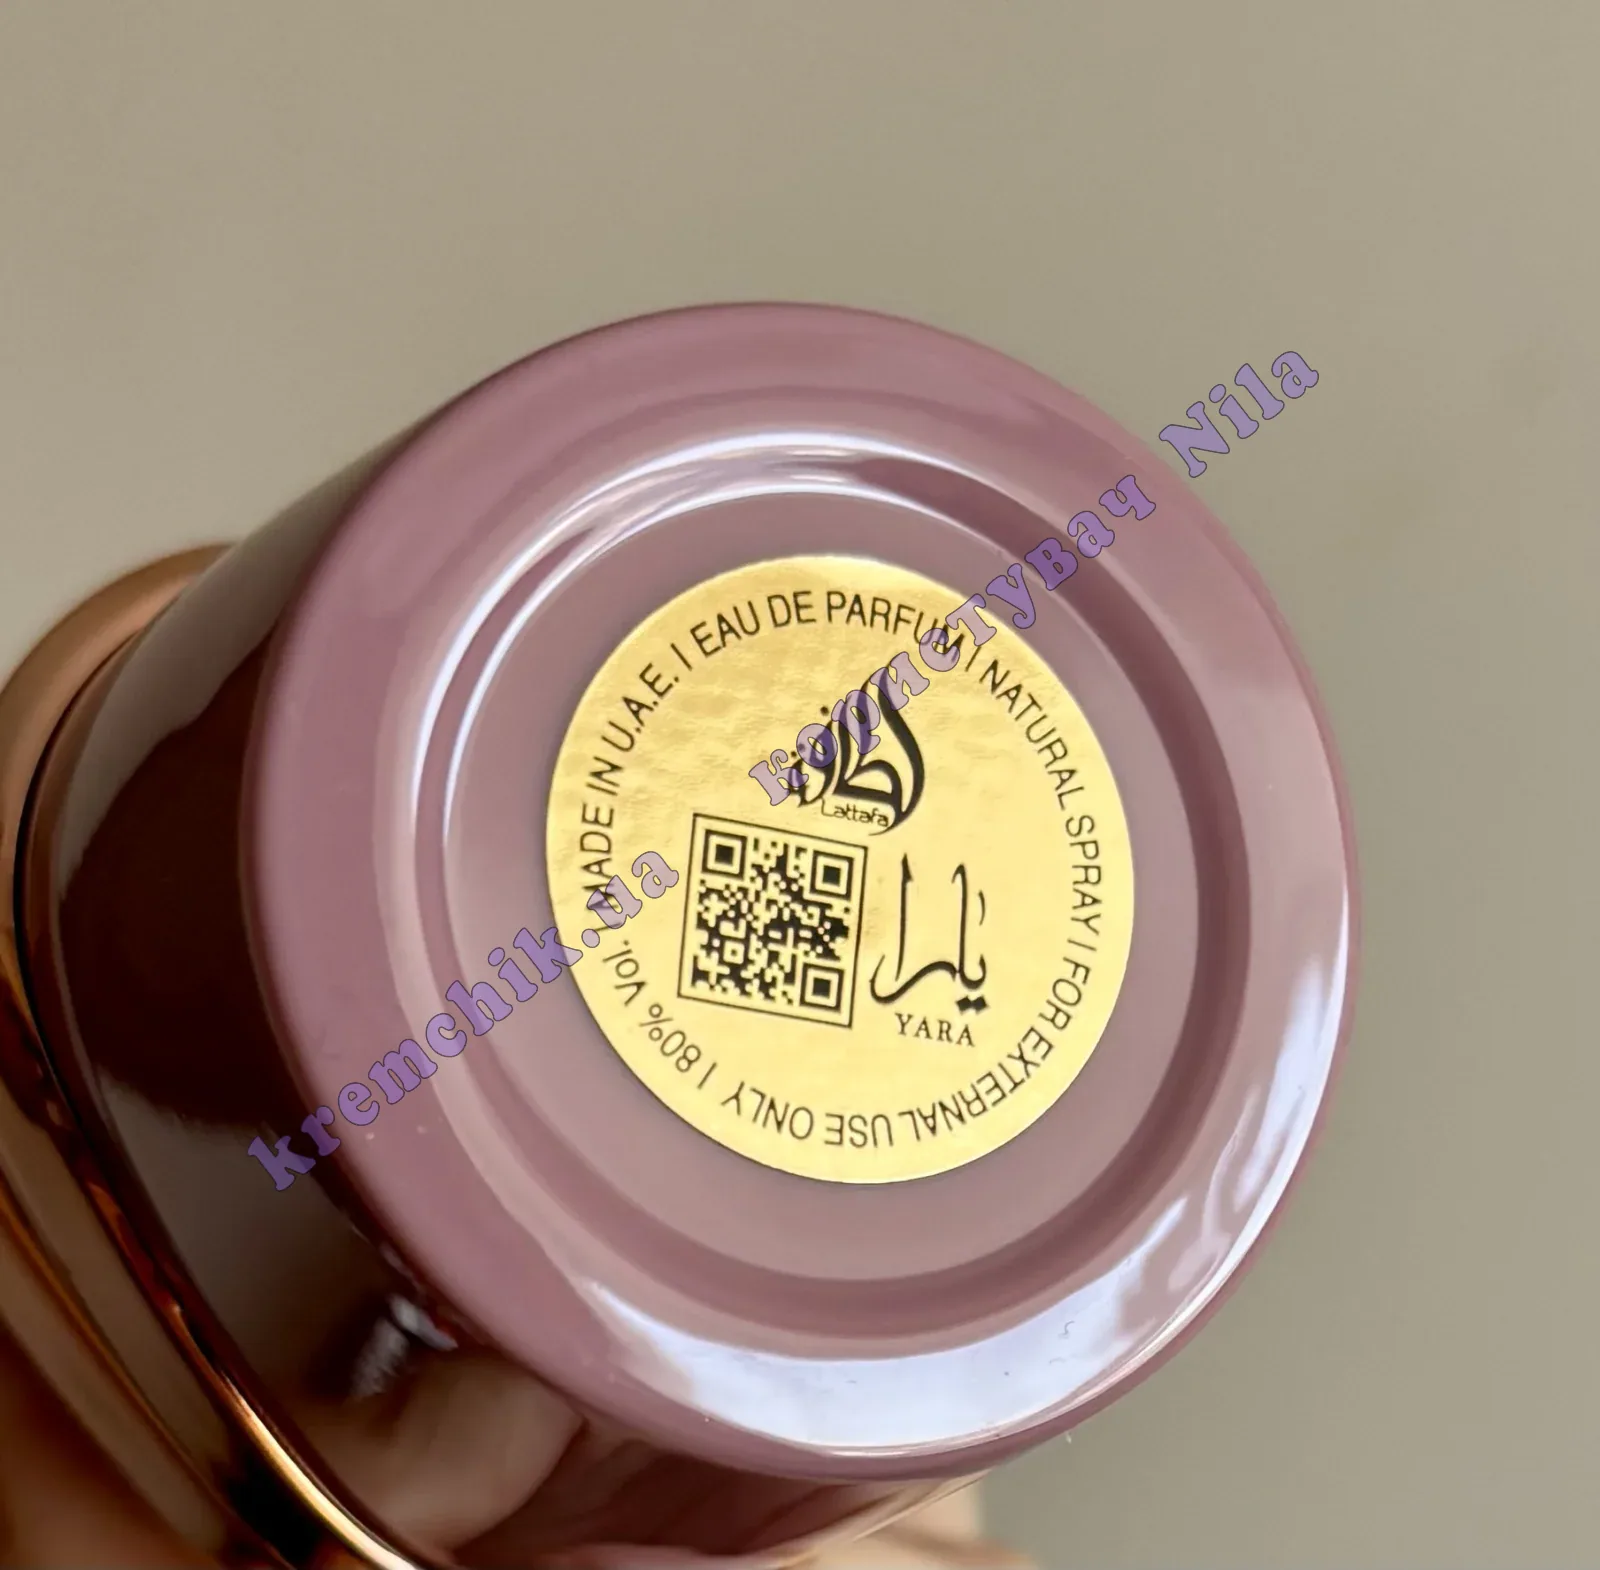 MADE IN U.A.E. | EAU DE PARFUM | NATURAL SPRAY | FOR EXTERNAL USE ONLY | 80% Vol. |
لطافة
Lattafa
يارا
YARA
kremchik.ua користувач Nila